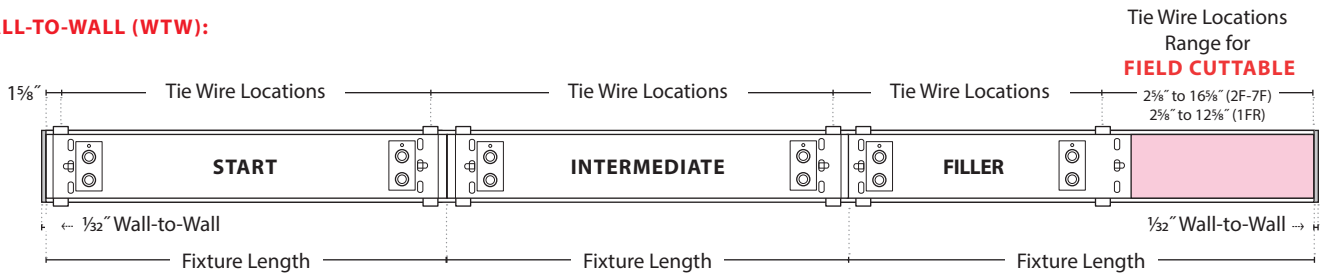 ALL-TO-WALL (WTW):
Tie Wire Locations
Range for
FIELD CUTTABLE
1⅝˝
Tie Wire Locations
Tie Wire Locations
Tie Wire Locations
2⅝˝ to 16⅝˝ (2F-7F)
2⅝˝ to 12⅝˝ (1FR)
START
INTERMEDIATE
FILLER
← 1/32˝ Wall-to-Wall
1/32˝ Wall-to-Wall →
Fixture Length
Fixture Length
Fixture Length